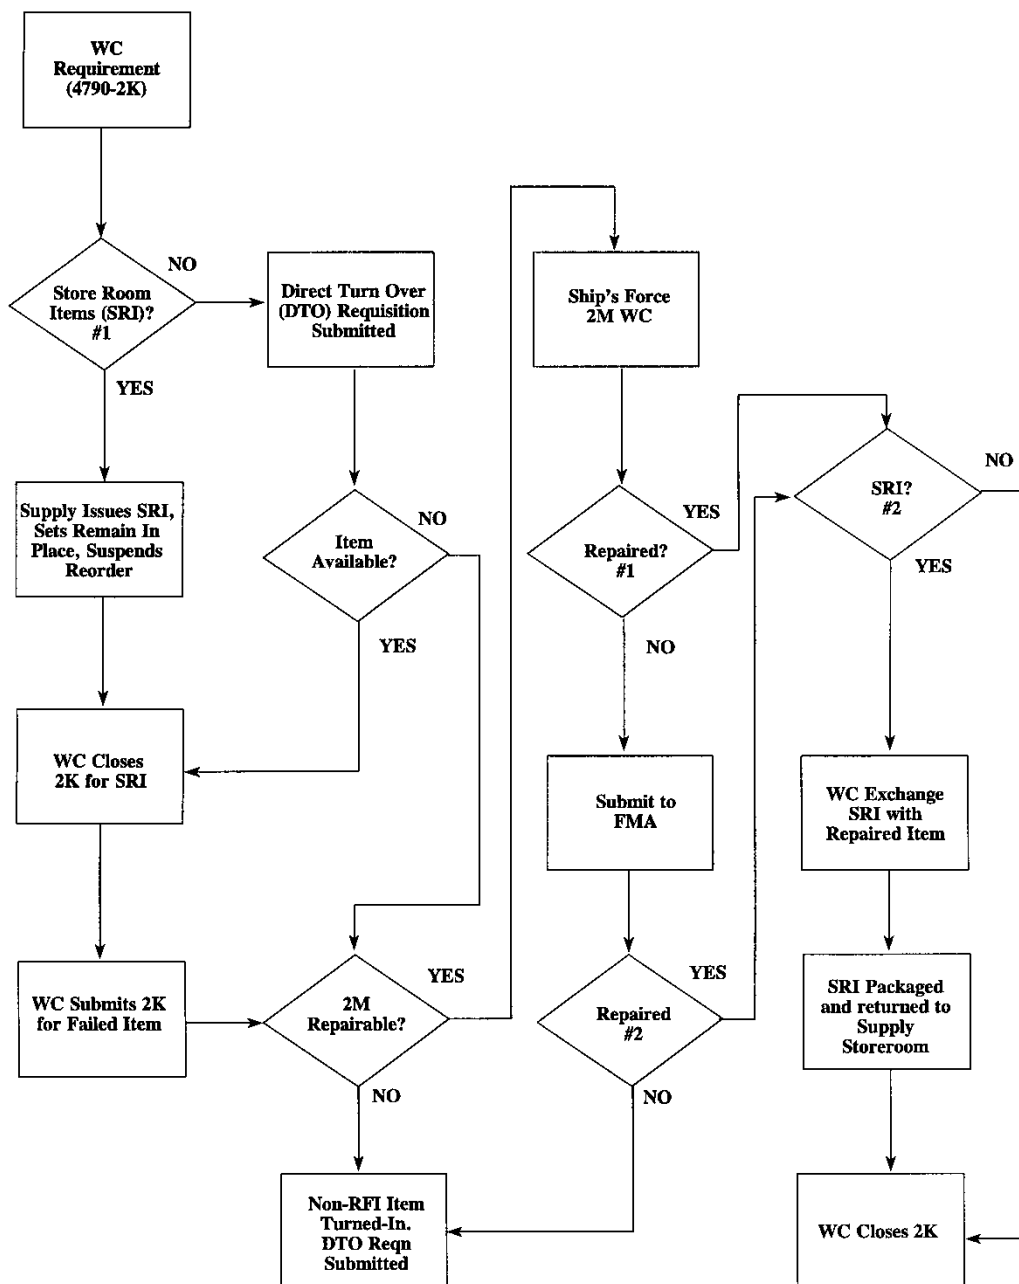 WC
Requirement
(4790-2K)
NO
Store Room
Items (SRI)?
#1
YES
Direct Turn Over
(DTO) Requisition
Submitted
Supply Issues SRI,
Sets Remain In
Place, Suspends
Reorder
NO
Item
Available?
YES
WC Closes
2K for SRI
WC Submits 2K
for Failed Item
2M
Repairable?
YES
NO
Non-RFI Item
Turned-In.
DTO Reqn
Submitted
Ship's Force
2M WC
YES
Repaired?
#1
NO
Submit to
FMA
YES
Repaired
#2
NO
NO
SRI?
#2
YES
WC Exchange
SRI with
Repaired Item
SRI Packaged
and returned to
Supply
Storeroom
WC Closes 2K